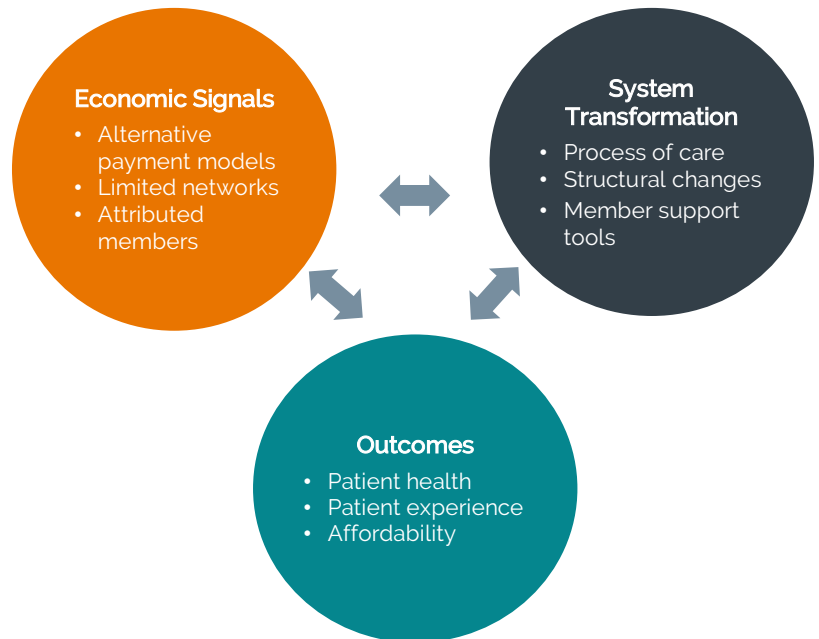 Economic Signals
• Alternative
payment models
• Limited networks
• Attributed
members
System
Transformation
• Process of care
• Structural changes
• Member support
tools
Outcomes
• Patient health
• Patient experience
• Affordability